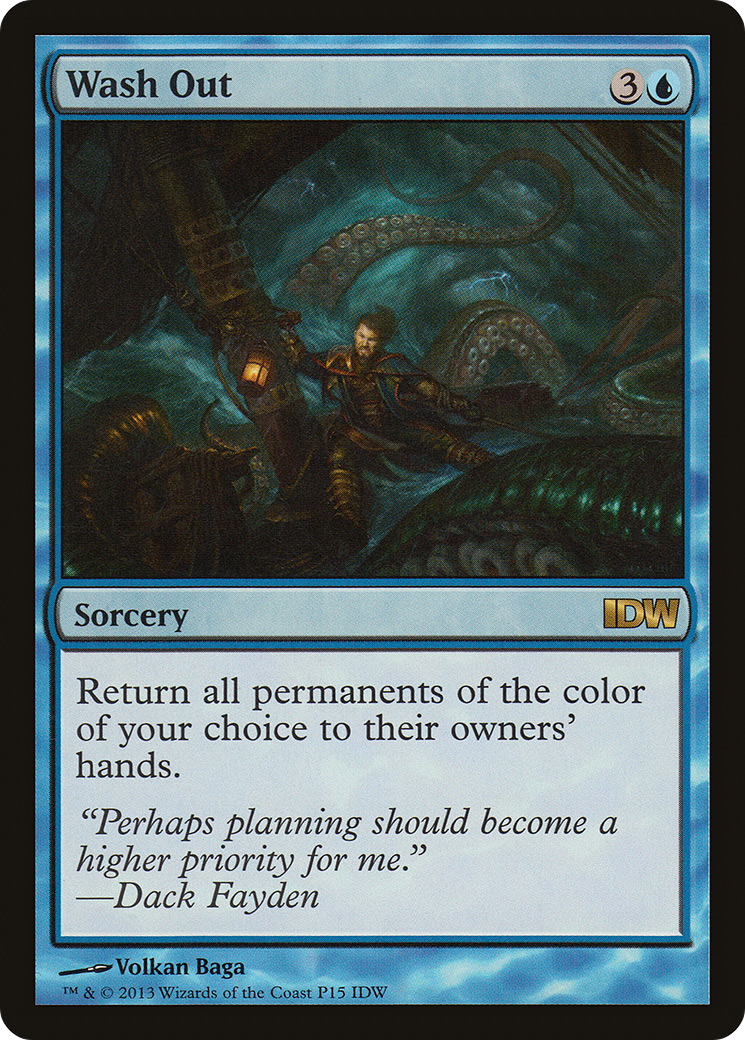 Wash Out
3
Sorcery
IDW
Return all permanents of the color
of your choice to their owners’
hands.
“Perhaps planning should become a
higher priority for me.”
—Dack Fayden
Volkan Baga
™ & © 2013 Wizards of the Coast P15 IDW